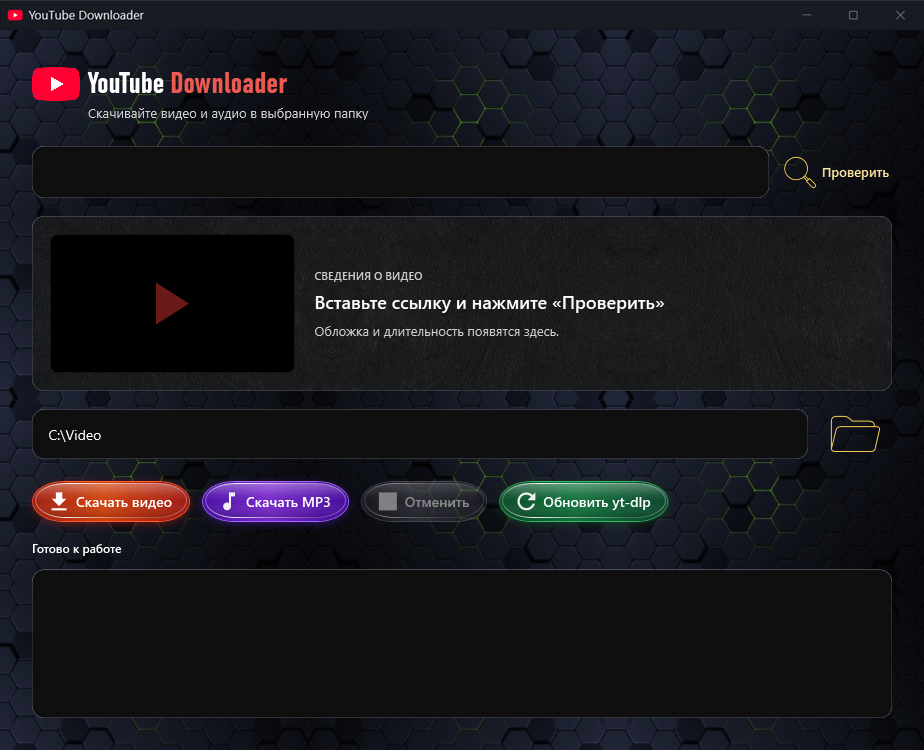 YouTube Downloader
YouTube Downloader
Скачивайте видео и аудио в выбранную папку
Проверить
СВЕДЕНИЯ О ВИДЕО
Вставьте ссылку и нажмите «Проверить»
Обложка и длительность появятся здесь.
C:\Video
Скачать видео
Скачать MP3
Отменить
Обновить yt-dlp
Готово к работе